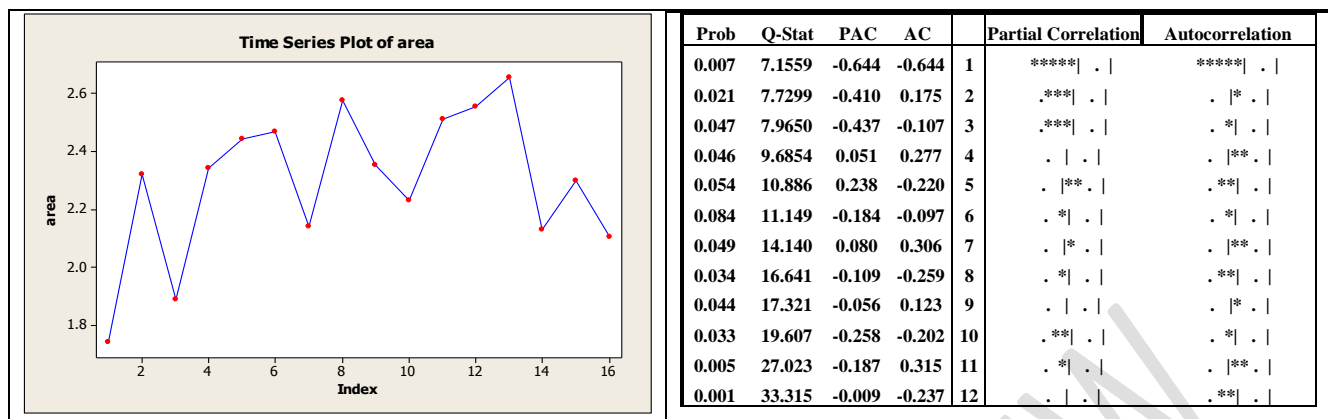 Time Series Plot of area
area
2.6
2.4
2.2
2.0
1.8
2 4 6 8 10 12 14 16
Index
Prob Q-Stat PAC AC Partial Correlation Autocorrelation
0.007 7.1559 -0.644 -0.644 1 *****| . | *****| . |
0.021 7.7299 -0.410 0.175 2 .***| . | . |* . |
0.047 7.9650 -0.437 -0.107 3 .***| . | . *| . |
0.046 9.6854 0.051 0.277 4 . | . | . |** . |
0.054 10.886 0.238 -0.220 5 . |** . | . **| . |
0.084 11.149 -0.184 -0.097 6 . *| . | . *| . |
0.049 14.140 0.080 0.306 7 . |* . | . |** . |
0.034 16.641 -0.109 -0.259 8 . *| . | . **| . |
0.044 17.321 -0.056 0.123 9 . | . | . |* . |
0.033 19.607 -0.258 -0.202 10 . **| . | . *| . |
0.005 27.023 -0.187 0.315 11 . *| . | . |** . |
0.001 33.315 -0.009 -0.237 12 . | . | . **| . |